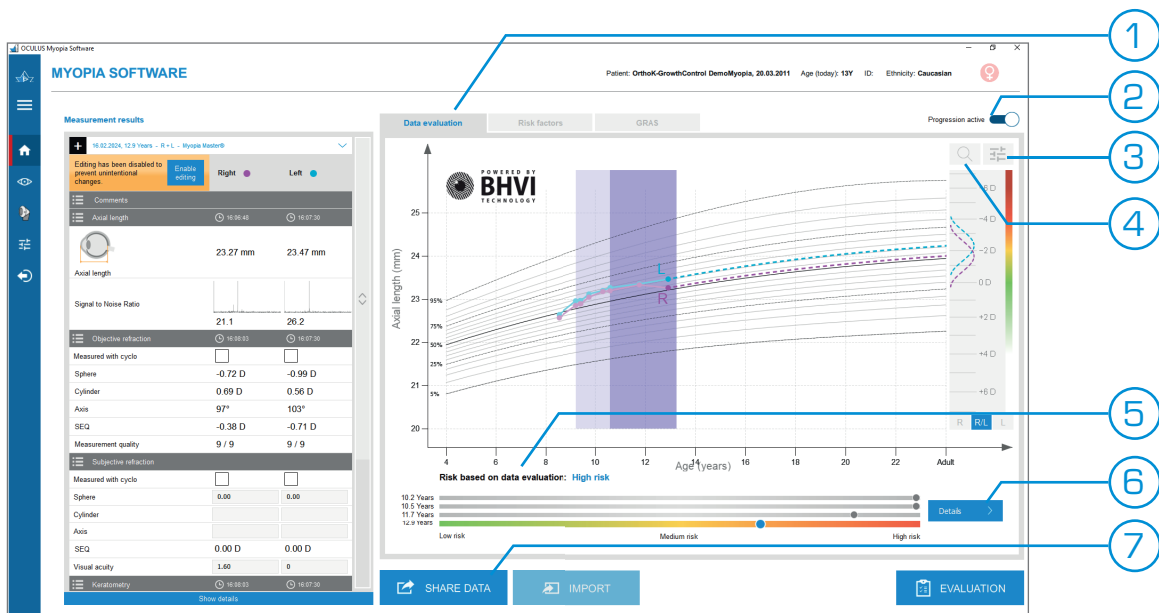 1
OCULUS Myopia Software
MYOPIA SOFTWARE
Patient: OrthoK-GrowthControl DemoMyopia, 20.03.2011 Age (today): 13Y ID: Ethnicity: Caucasian
2
Measurement results
Data evaluation Risk factors GRAS
Progression active
16.02.2024, 12.9 Years - R + L - Myopia Master®
Editing has been disabled to
prevent unintentional
changes.
Enable
editing
Right Left
Comments
Axial length 16:06:48 16:07:30
23.27 mm 23.47 mm
Axial length
Signal to Noise Ratio
21.1 26.2
Objective refraction 16:08:03 16:07:30
Measured with cyclo
Sphere -0.72 D -0.99 D
Cylinder 0.69 D 0.56 D
Axis 97° 103°
SEQ -0.38 D -0.71 D
Measurement quality 9 / 9 9 / 9
Subjective refraction
Measured with cyclo
Sphere 0.00 0.00
Cylinder
Axis
SEQ 0.00 D 0.00 D
Visual acuity 1.60 0
Keratometry 16:08:03 16:07:30
Show details
POWERED BY
BHVI
TECHNOLOGY
3
4
Axial length (mm)
25
24
23
22
21
20
95%
75%
50%
25%
5%
L
R
-6 D
-4 D
-2 D
0 D
+2 D
+4 D
+6 D
R R/L L
4 6 8 10 12 14 16 18 20 22 Adult
Age (years)
5
Risk based on data evaluation: High risk
10.2 Years
10.5 Years
11.7 Years
12.9 Years
Low risk Medium risk High risk
Details
6
7
SHARE DATA IMPORT EVALUATION